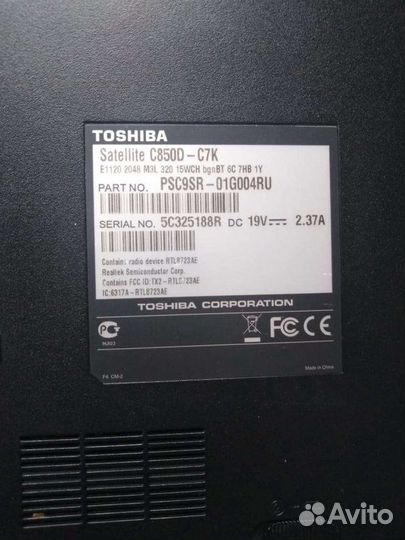 TOSHIBA
Satellite C850D-C7K
E1120 2048 M3L 320 15WCH bgnBT 6C 7HB 1Y
PART NO. PSC9SR-01G004RU
SERIAL NO. 5C325188R DC 19V 2.37A
Contains radio device RTL8723AE
Realtek Semiconductor Corp.
Contains FCC ID:TX2-RTL8723AE
IC:6317A-RTL8723AE
TOSHIBA CORPORATION
FCC CE
Made in China
Avito